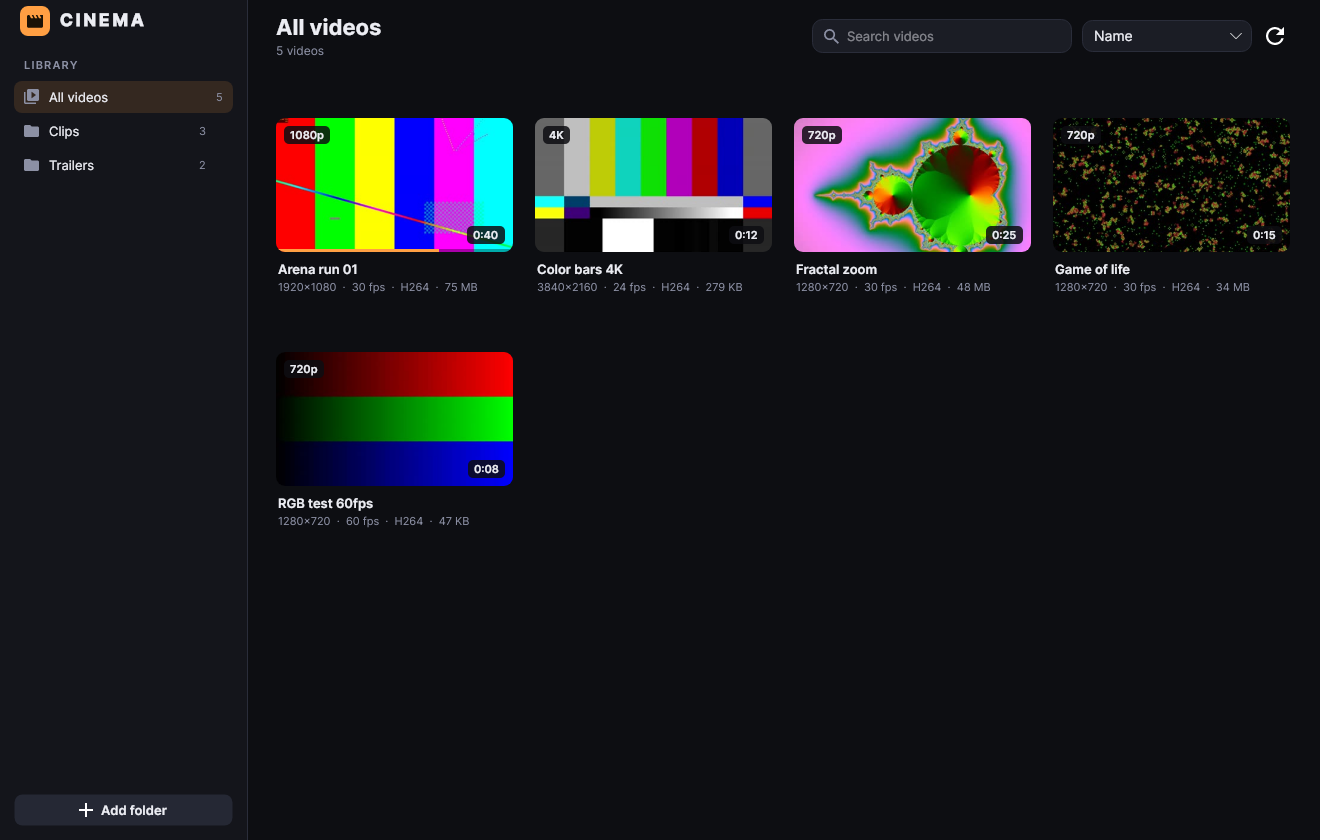 CINEMA
LIBRARY
All videos 5
Clips 3
Trailers 2
Add folder
All videos
5 videos
Search videos
Name
1080p
0:40
Arena run 01
1920×1080 · 30 fps · H264 · 75 MB
4K
0:12
Color bars 4K
3840×2160 · 24 fps · H264 · 279 KB
720p
0:25
Fractal zoom
1280×720 · 30 fps · H264 · 48 MB
720p
0:15
Game of life
1280×720 · 30 fps · H264 · 34 MB
720p
0:08
RGB test 60fps
1280×720 · 60 fps · H264 · 47 KB